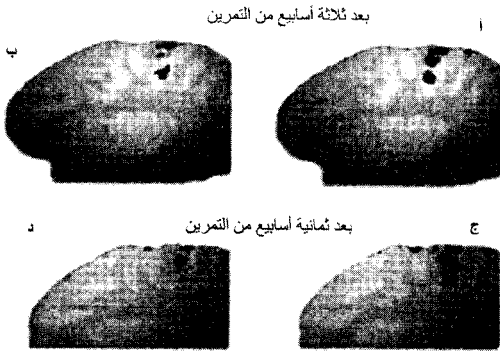 بعد ثلاثة أسابيع من التمرين
أ
ب
بعد ثمانية أسابيع من التمرين
ج
د